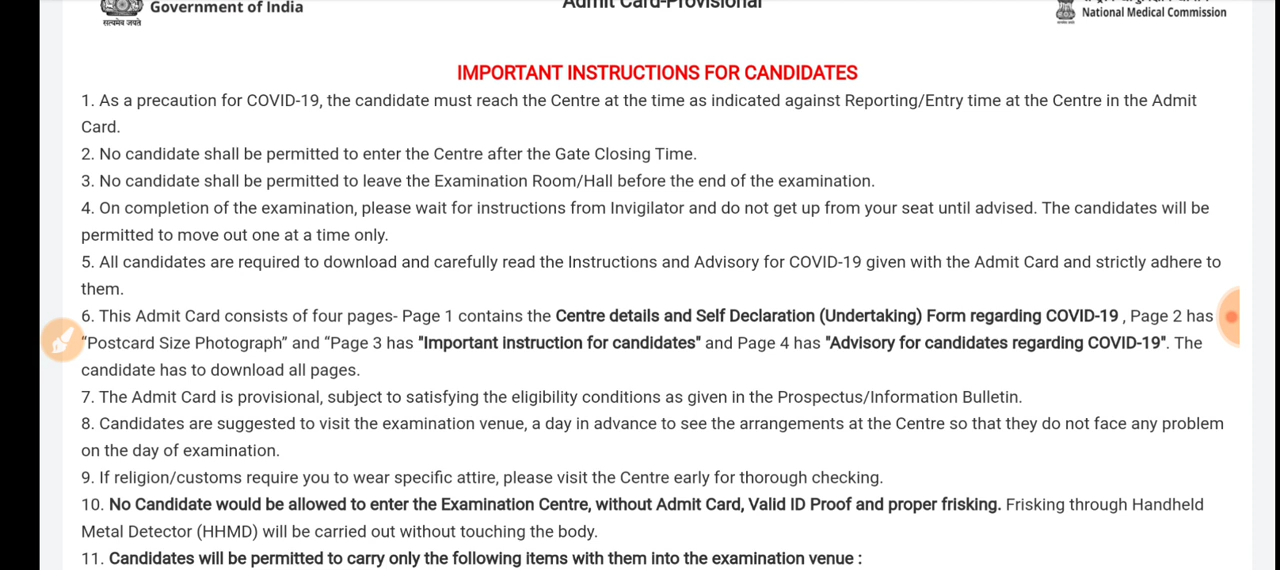 Government of India
सत्यमेव जयते
Admit Card-Provisional
National Medical Commission
IMPORTANT INSTRUCTIONS FOR CANDIDATES
1. As a precaution for COVID-19, the candidate must reach the Centre at the time as indicated against Reporting/Entry time at the Centre in the Admit
Card.
2. No candidate shall be permitted to enter the Centre after the Gate Closing Time.
3. No candidate shall be permitted to leave the Examination Room/Hall before the end of the examination.
4. On completion of the examination, please wait for instructions from Invigilator and do not get up from your seat until advised. The candidates will be
permitted to move out one at a time only.
5. All candidates are required to download and carefully read the Instructions and Advisory for COVID-19 given with the Admit Card and strictly adhere to
them.
6. This Admit Card consists of four pages- Page 1 contains the Centre details and Self Declaration (Undertaking) Form regarding COVID-19 , Page 2 has
“Postcard Size Photograph” and “Page 3 has "Important instruction for candidates" and Page 4 has "Advisory for candidates regarding COVID-19". The
candidate has to download all pages.
7. The Admit Card is provisional, subject to satisfying the eligibility conditions as given in the Prospectus/Information Bulletin.
8. Candidates are suggested to visit the examination venue, a day in advance to see the arrangements at the Centre so that they do not face any problem
on the day of examination.
9. If religion/customs require you to wear specific attire, please visit the Centre early for thorough checking.
10. No Candidate would be allowed to enter the Examination Centre, without Admit Card, Valid ID Proof and proper frisking. Frisking through Handheld
Metal Detector (HHMD) will be carried out without touching the body.
11. Candidates will be permitted to carry only the following items with them into the examination venue :